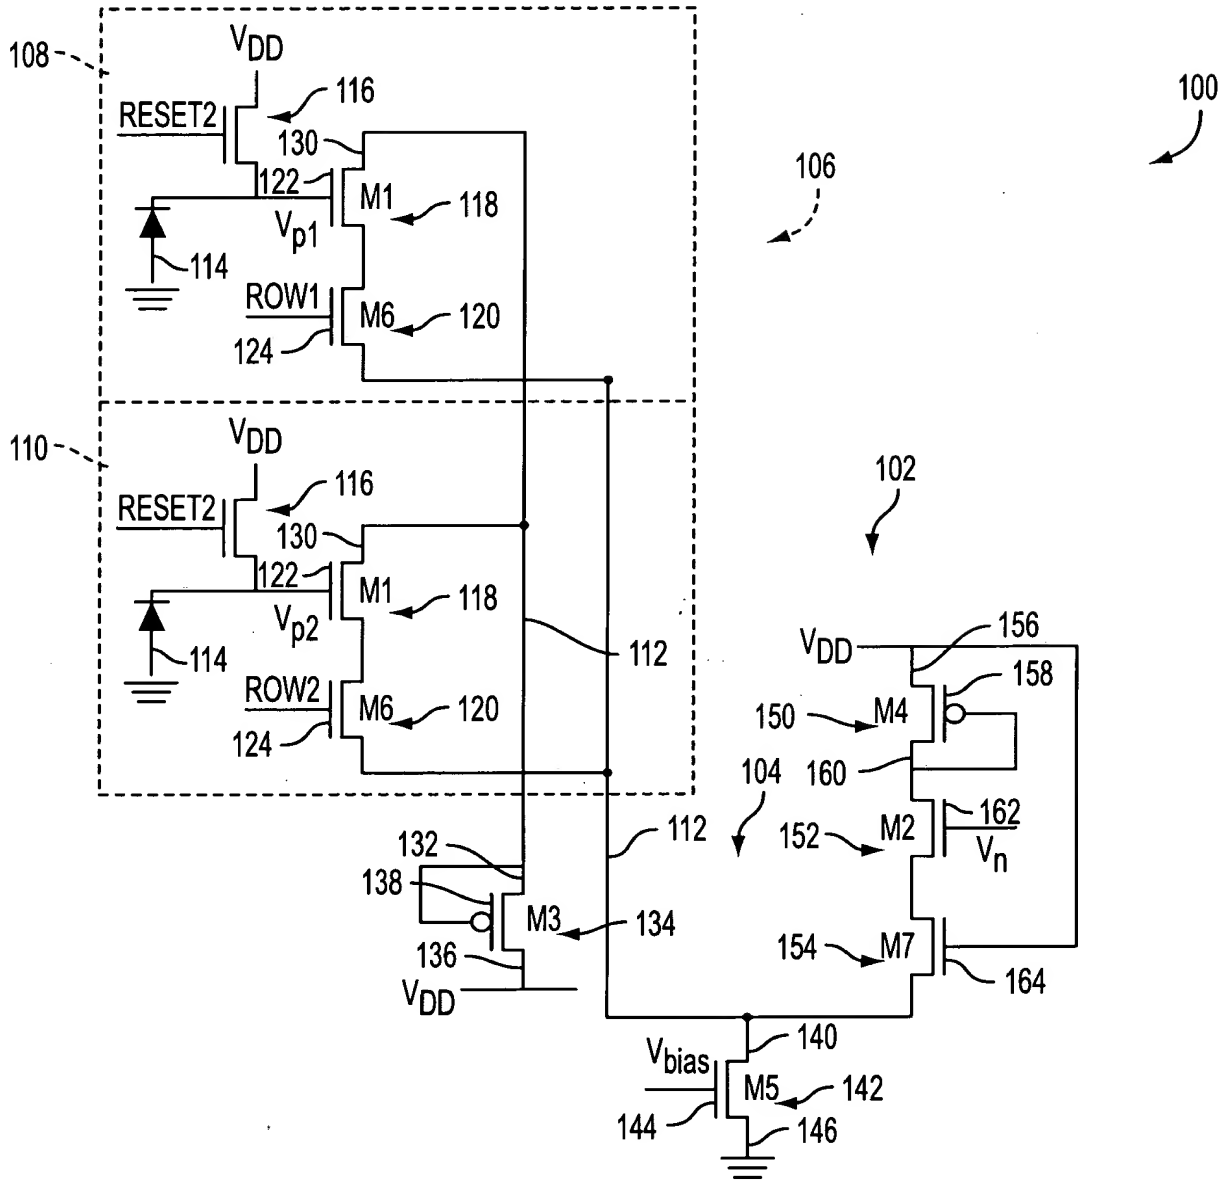 108
VDD
RESET2
116
130
100
106
122
M1
118
Vp1
114
ROW1
M6
120
124
110
VDD
RESET2
116
130
102
122
M1
118
Vp2
114
112
ROW2
M6
120
124
VDD
156
158
150
M4
160
104
162
152
M2
Vn
112
132
138
M3
134
154
M7
164
136
VDD
140
Vbias
M5
142
144
146